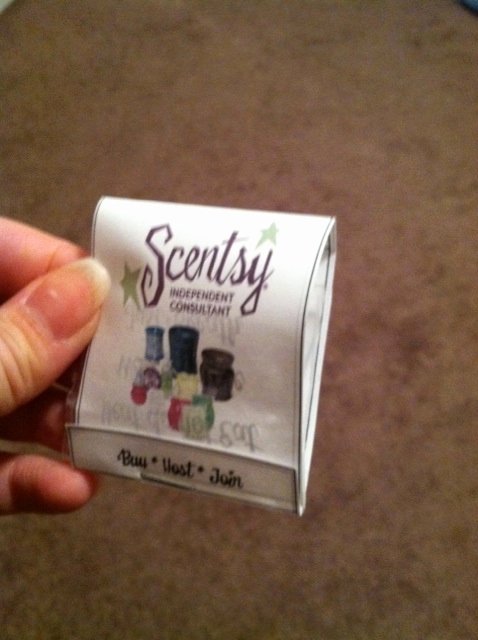 Scentsy®
INDEPENDENT
CONSULTANT
Buy * Host * Join